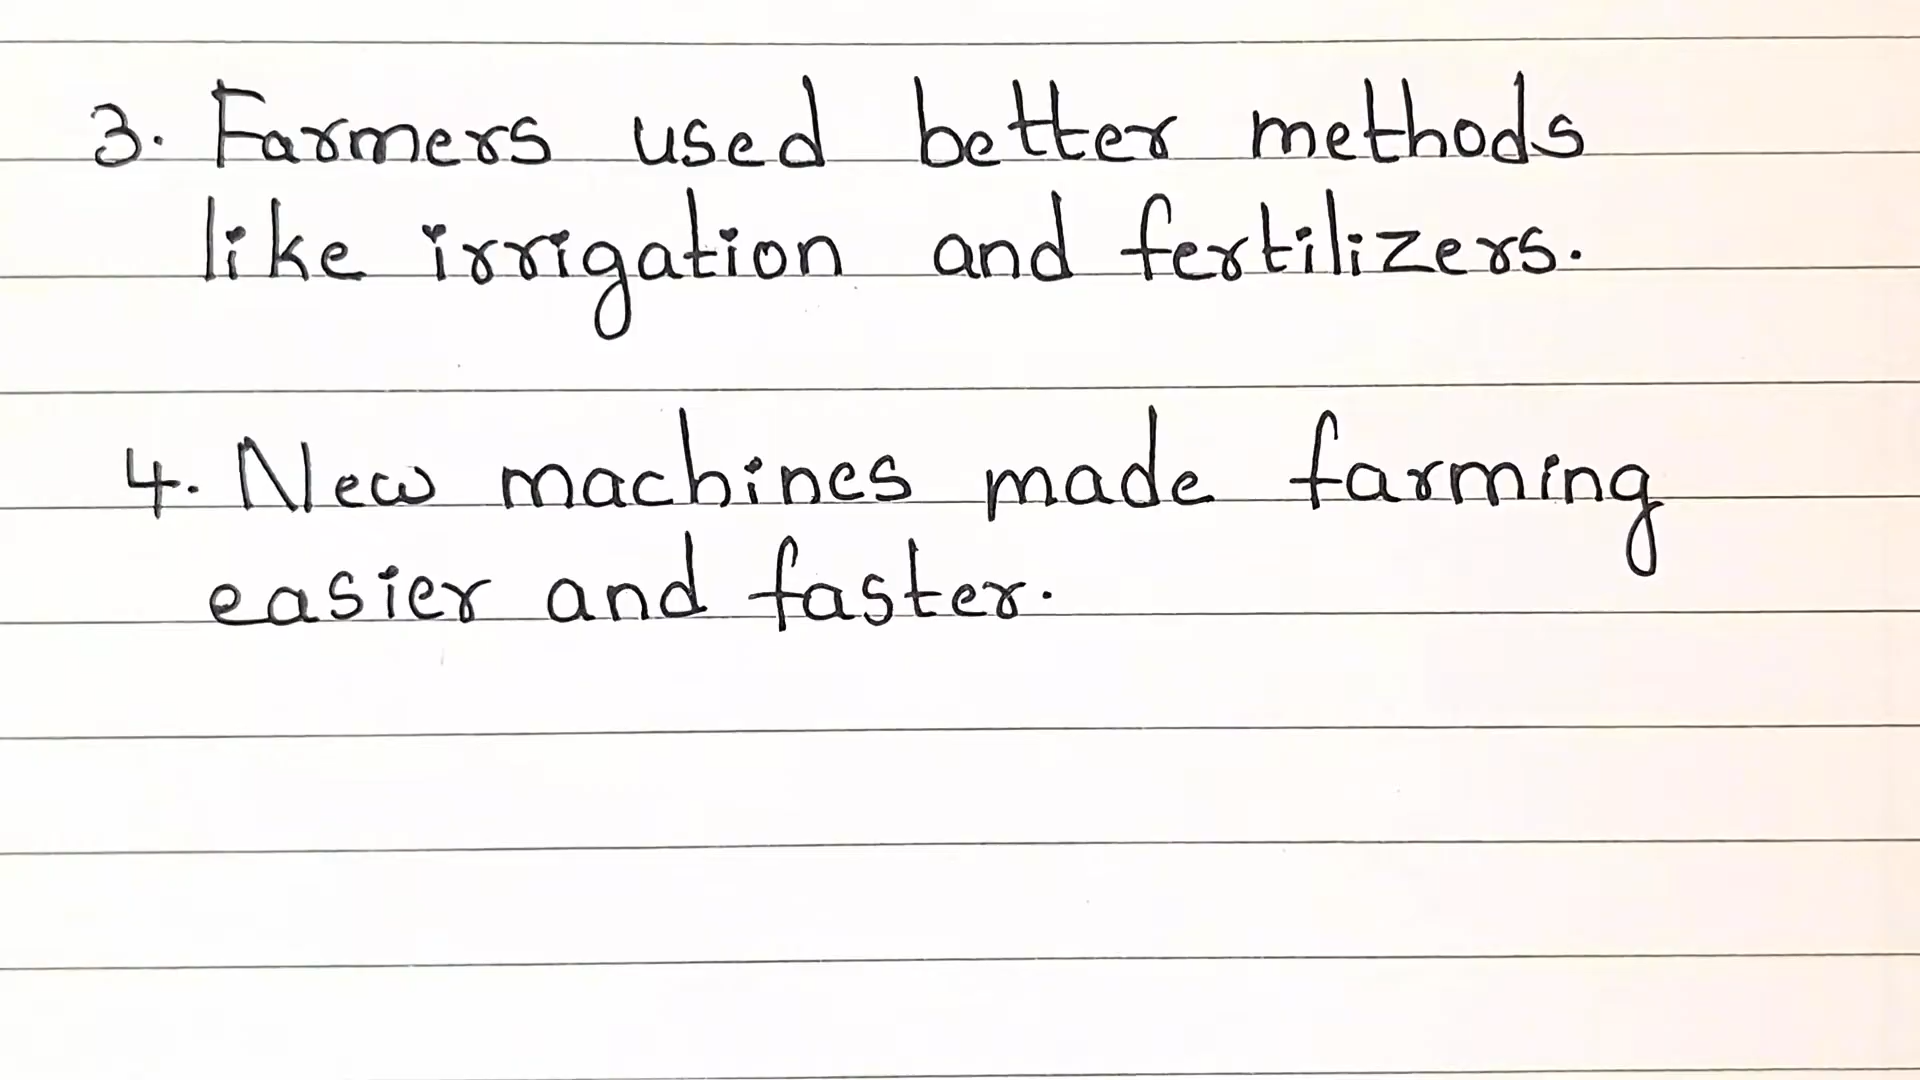 3. Farmers used better methods
like irrigation and fertilizers.
4. New machines made farming
easier and faster.